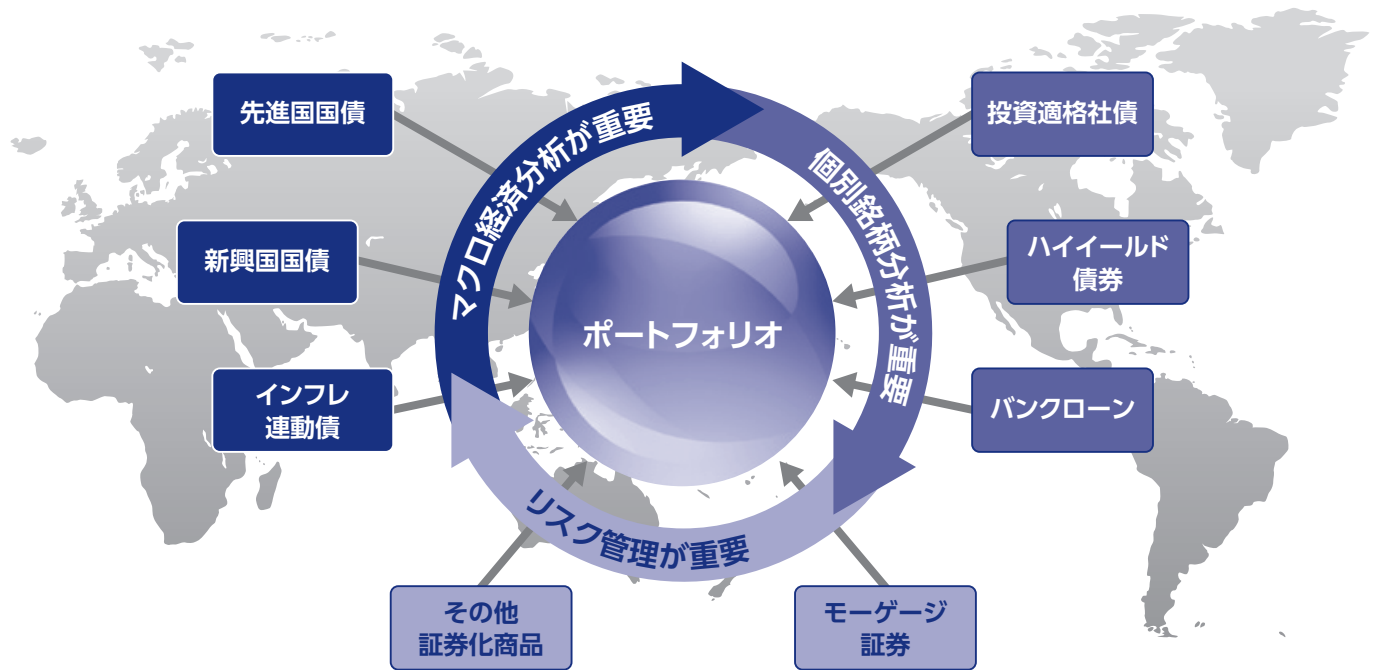 先進国国債
新興国国債
インフレ
連動債
マクロ経済分析が重要
個別銘柄分析が重要
リスク管理が重要
ポートフォリオ
投資適格社債
ハイイールド
債券
バンクローン
その他
証券化商品
モーゲージ
証券